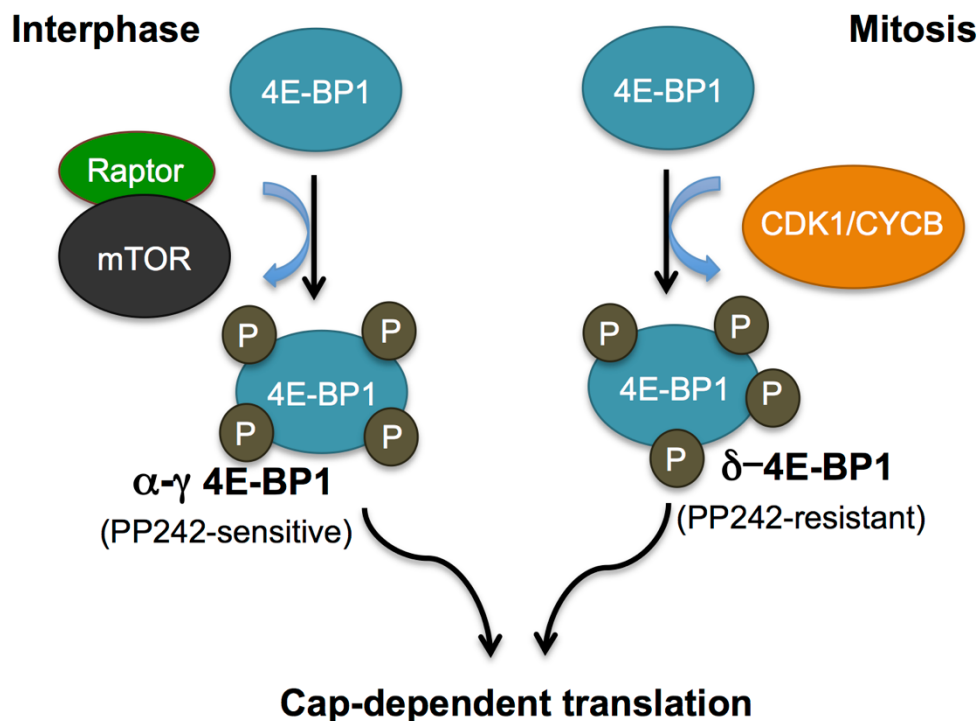 Interphase
Mitosis
4E-BP1
4E-BP1
Raptor
mTOR
CDK1/CYCB
P
P
P
P
4E-BP1
P
P
P
P
4E-BP1
α-γ 4E-BP1
(PP242-sensitive)
δ–4E-BP1
(PP242-resistant)
Cap-dependent translation